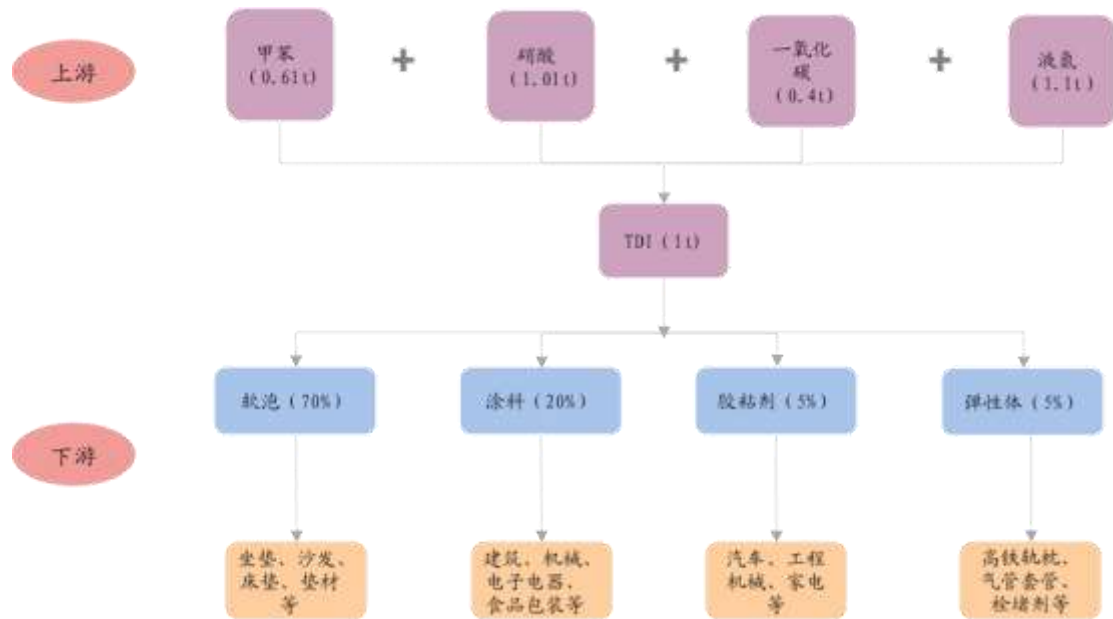 上游
甲苯
(0.61t)
+
硝酸
(1.01t)
+
一氧化
碳
(0.4t)
+
液氯
(1.1t)
TDI(1t)
软泡(70%)
涂料(20%)
胶粘剂(5%)
弹性体(5%)
下游
坐垫、沙发、
床垫、垫材
等
建筑、机械、
电子电器、
食品包装等
汽车、工程
机械、家电
等
高铁轨枕、
气管套管、
栓堵剂等